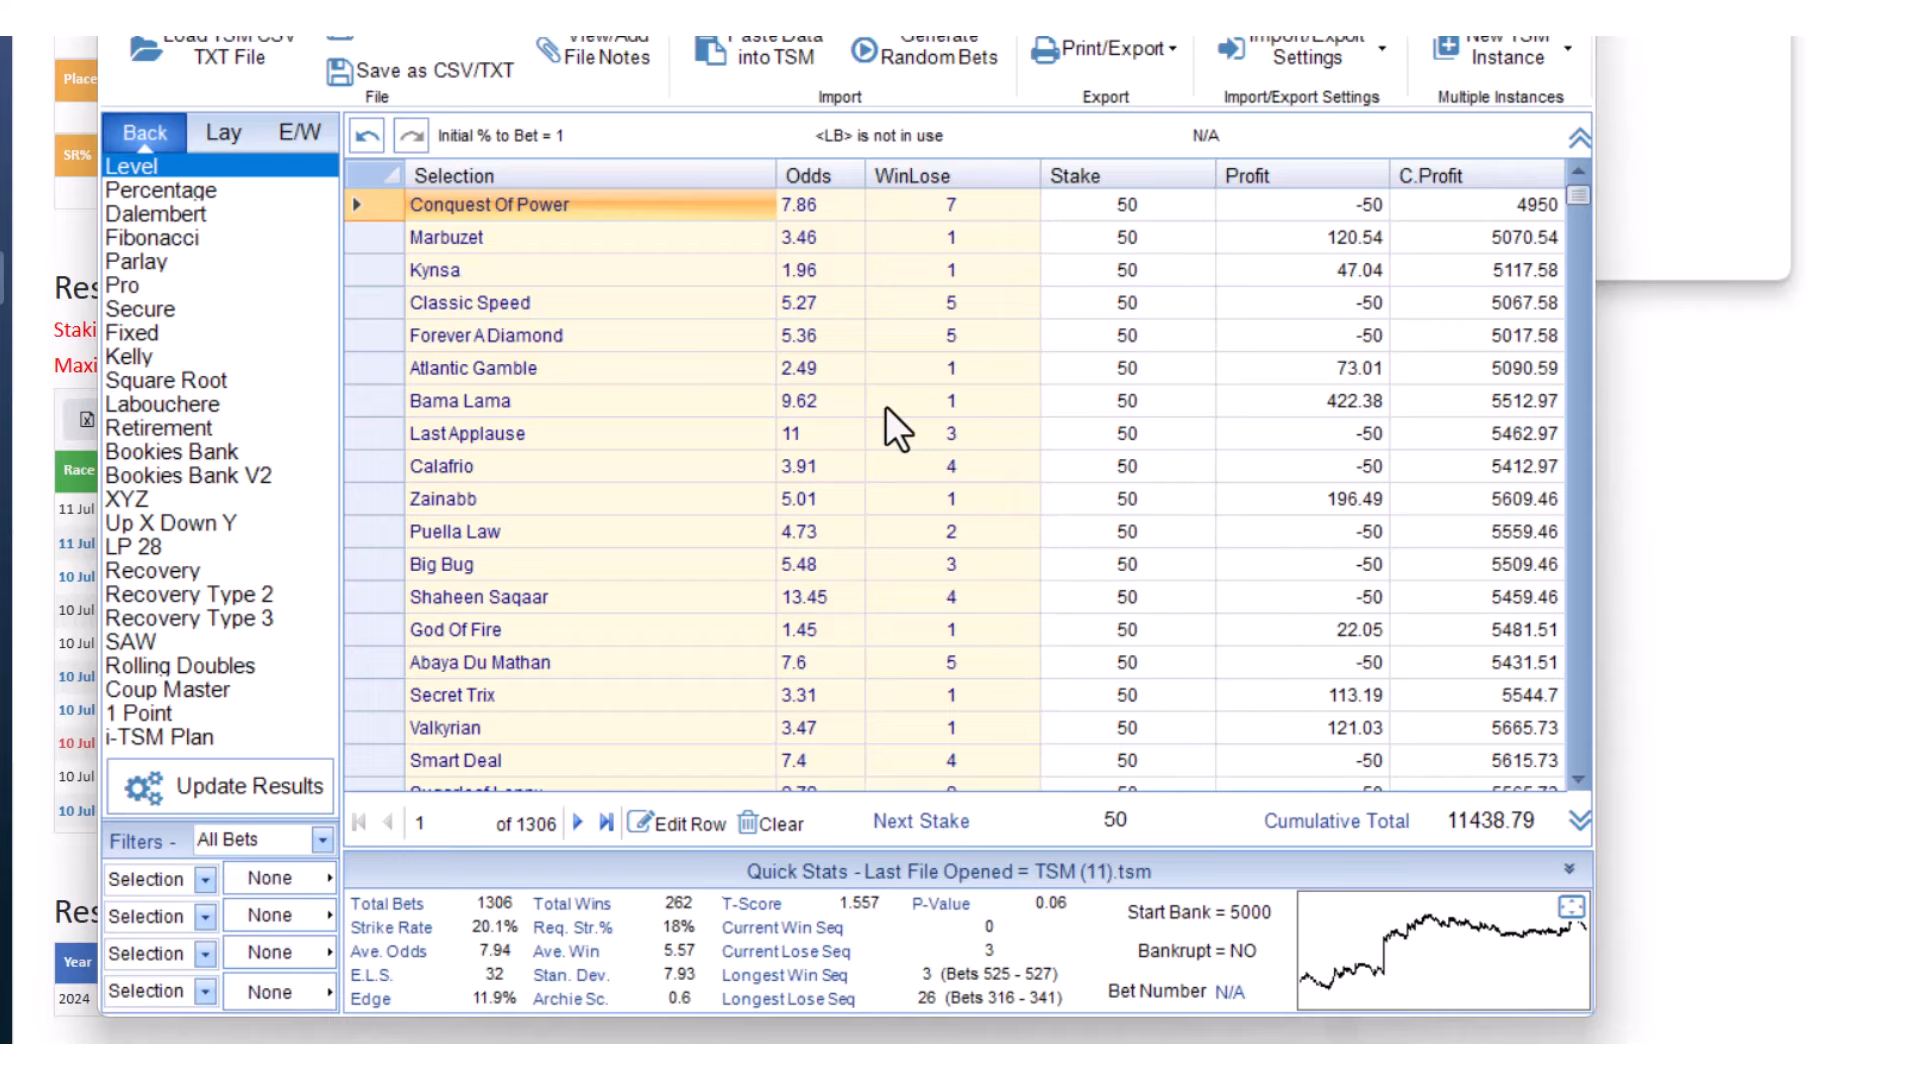 Load TSM CSV
TXT File
Save as CSV/TXT
View/Add
File Notes
Paste Data
into TSM
Generate
Random Bets
Print/Export
Import/Export
Settings
New TSM
Instance
File
Import
Export
Import/Export Settings
Multiple Instances
Place
SR%
Back Lay E/W
Initial % to Bet = 1
<LB> is not in use
N/A
Level
Percentage
Dalembert
Fibonacci
Parlay
Pro
Secure
Fixed
Kelly
Square Root
Labouchere
Retirement
Bookies Bank
Bookies Bank V2
XYZ
Up X Down Y
LP 28
Recovery
Recovery Type 2
Recovery Type 3
SAW
Rolling Doubles
Coup Master
1 Point
i-TSM Plan
Update Results
Selection Odds WinLose Stake Profit C.Profit
Conquest Of Power 7.86 7 50 -50 4950
Marbuzet 3.46 1 50 120.54 5070.54
Kynsa 1.96 1 50 47.04 5117.58
Classic Speed 5.27 5 50 -50 5067.58
Forever A Diamond 5.36 5 50 -50 5017.58
Atlantic Gamble 2.49 1 50 73.01 5090.59
Bama Lama 9.62 1 50 422.38 5512.97
Last Applause 11 3 50 -50 5462.97
Calafrio 3.91 4 50 -50 5412.97
Zainabb 5.01 1 50 196.49 5609.46
Puella Law 4.73 2 50 -50 5559.46
Big Bug 5.48 3 50 -50 5509.46
Shaheen Saqaar 13.45 4 50 -50 5459.46
God Of Fire 1.45 1 50 22.05 5481.51
Abaya Du Mathan 7.6 5 50 -50 5431.51
Secret Trix 3.31 1 50 113.19 5544.7
Valkyrian 3.47 1 50 121.03 5665.73
Smart Deal 7.4 4 50 -50 5615.73
1 of 1306 Edit Row Clear Next Stake 50 Cumulative Total 11438.79
Res
Staki
Maxi
Race
11 Jul
11 Jul
10 Jul
10 Jul
10 Jul
10 Jul
10 Jul
10 Jul
10 Jul
10 Jul
Res
Year
2024
Filters - All Bets
Selection None
Selection None
Selection None
Selection None
Quick Stats - Last File Opened = TSM (11).tsm
Total Bets 1306 Total Wins 262 T-Score 1.557 P-Value 0.06
Strike Rate 20.1% Req. Str.% 18% Current Win Seq 0
Ave. Odds 7.94 Ave. Win 5.57 Current Lose Seq 3
E.L.S. 32 Stan. Dev. 7.93 Longest Win Seq 3 (Bets 525 - 527)
Edge 11.9% Archie Sc. 0.6 Longest Lose Seq 26 (Bets 316 - 341)
Start Bank = 5000
Bankrupt = NO
Bet Number N/A